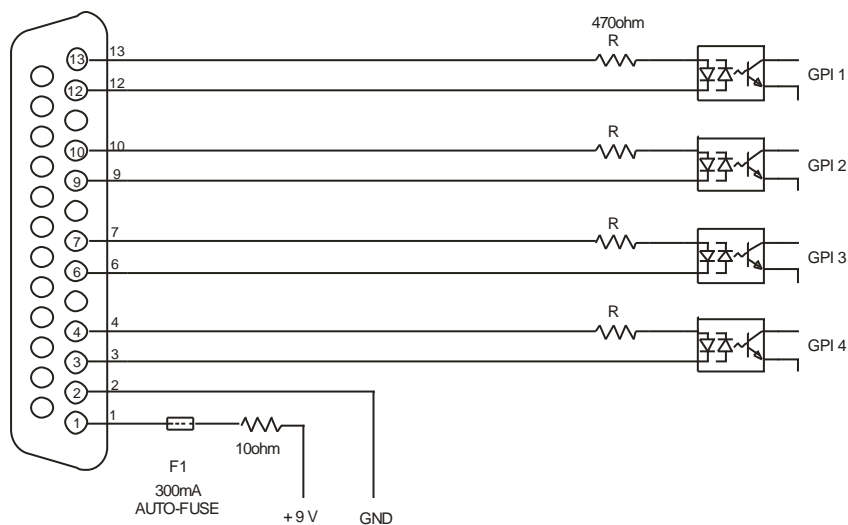 470ohm
R
13 13
GPI 1
12 12
R
10 10
GPI 2
9 9
R
7 7
GPI 3
6 6
R
4 4
GPI 4
3 3
2 2
1 1
10ohm
F1
300mA
AUTO-FUSE
+9 V
GND